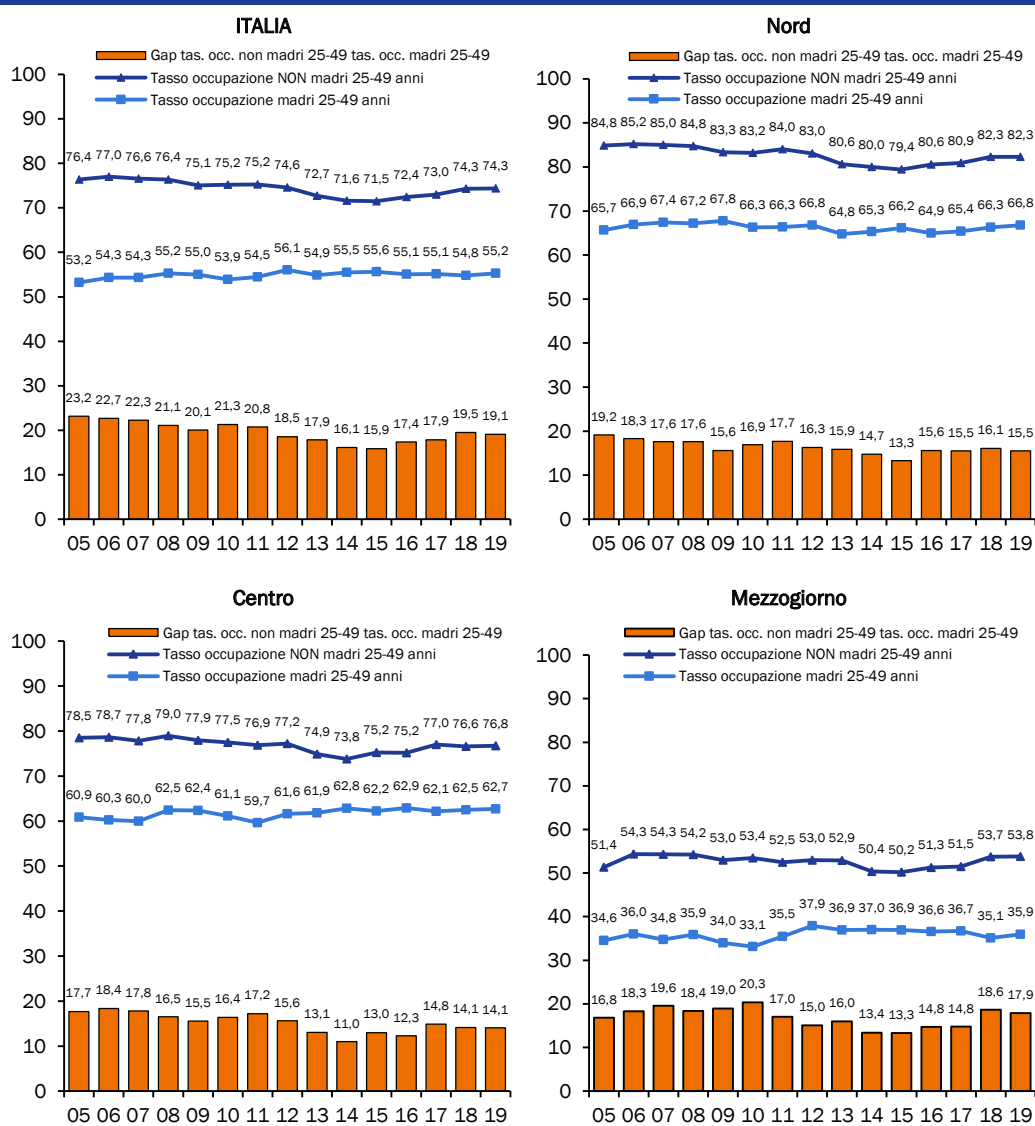 ITALIA
Gap tas. occ. non madri 25-49 tas. occ. madri 25-49
Tasso occupazione NON madri 25-49 anni
Tasso occupazione madri 25-49 anni
100
90
80
70
60
50
40
30
20
10
0
76,4 77,0 76,6 76,4 75,1 75,2 75,2 74,6 72,7 71,6 71,5 72,4 73,0 74,3 74,3
53,2 54,3 54,3 55,2 55,0 53,9 54,5 56,1 54,9 55,5 55,6 55,1 55,1 54,8 55,2
23,2 22,7 22,3 21,1 20,1 21,3 20,8 18,5 17,9 16,1 15,9 17,4 17,9 19,5 19,1
05 06 07 08 09 10 11 12 13 14 15 16 17 18 19
Nord
Gap tas. occ. non madri 25-49 tas. occ. madri 25-49
Tasso occupazione NON madri 25-49 anni
Tasso occupazione madri 25-49 anni
100
90
80
70
60
50
40
30
20
10
0
84,8 85,2 85,0 84,8 83,3 83,2 84,0 83,0 80,6 80,0 79,4 80,6 80,9 82,3 82,3
65,7 66,9 67,4 67,2 67,8 66,3 66,3 66,8 64,8 65,3 66,2 64,9 65,4 66,3 66,8
19,2 18,3 17,6 17,6 15,6 16,9 17,7 16,3 15,9 14,7 13,3 15,6 15,5 16,1 15,5
05 06 07 08 09 10 11 12 13 14 15 16 17 18 19
Centro
Gap tas. occ. non madri 25-49 tas. occ. madri 25-49
Tasso occupazione NON madri 25-49 anni
Tasso occupazione madri 25-49 anni
100
90
80
70
60
50
40
30
20
10
0
78,5 78,7 77,8 79,0 77,9 77,5 76,9 77,2 74,9 73,8 75,2 75,2 77,0 76,6 76,8
60,9 60,3 60,0 62,5 62,4 61,1 59,7 61,6 61,9 62,8 62,2 62,9 62,1 62,5 62,7
17,7 18,4 17,8 16,5 15,5 16,4 17,2 15,6 13,1 11,0 13,0 12,3 14,8 14,1 14,1
05 06 07 08 09 10 11 12 13 14 15 16 17 18 19
Mezzogiorno
Gap tas. occ. non madri 25-49 tas. occ. madri 25-49
Tasso occupazione NON madri 25-49 anni
Tasso occupazione madri 25-49 anni
100
90
80
70
60
50
40
30
20
10
0
51,4 54,3 54,3 54,2 53,0 53,4 52,5 53,0 52,9 50,4 50,2 51,3 51,5 53,7 53,8
34,6 36,0 34,8 35,9 34,0 33,1 35,5 37,9 36,9 37,0 36,9 36,6 36,7 35,1 35,9
16,8 18,3 19,6 18,4 19,0 20,3 17,0 15,0 16,0 13,4 13,3 14,8 14,8 18,6 17,9
05 06 07 08 09 10 11 12 13 14 15 16 17 18 19